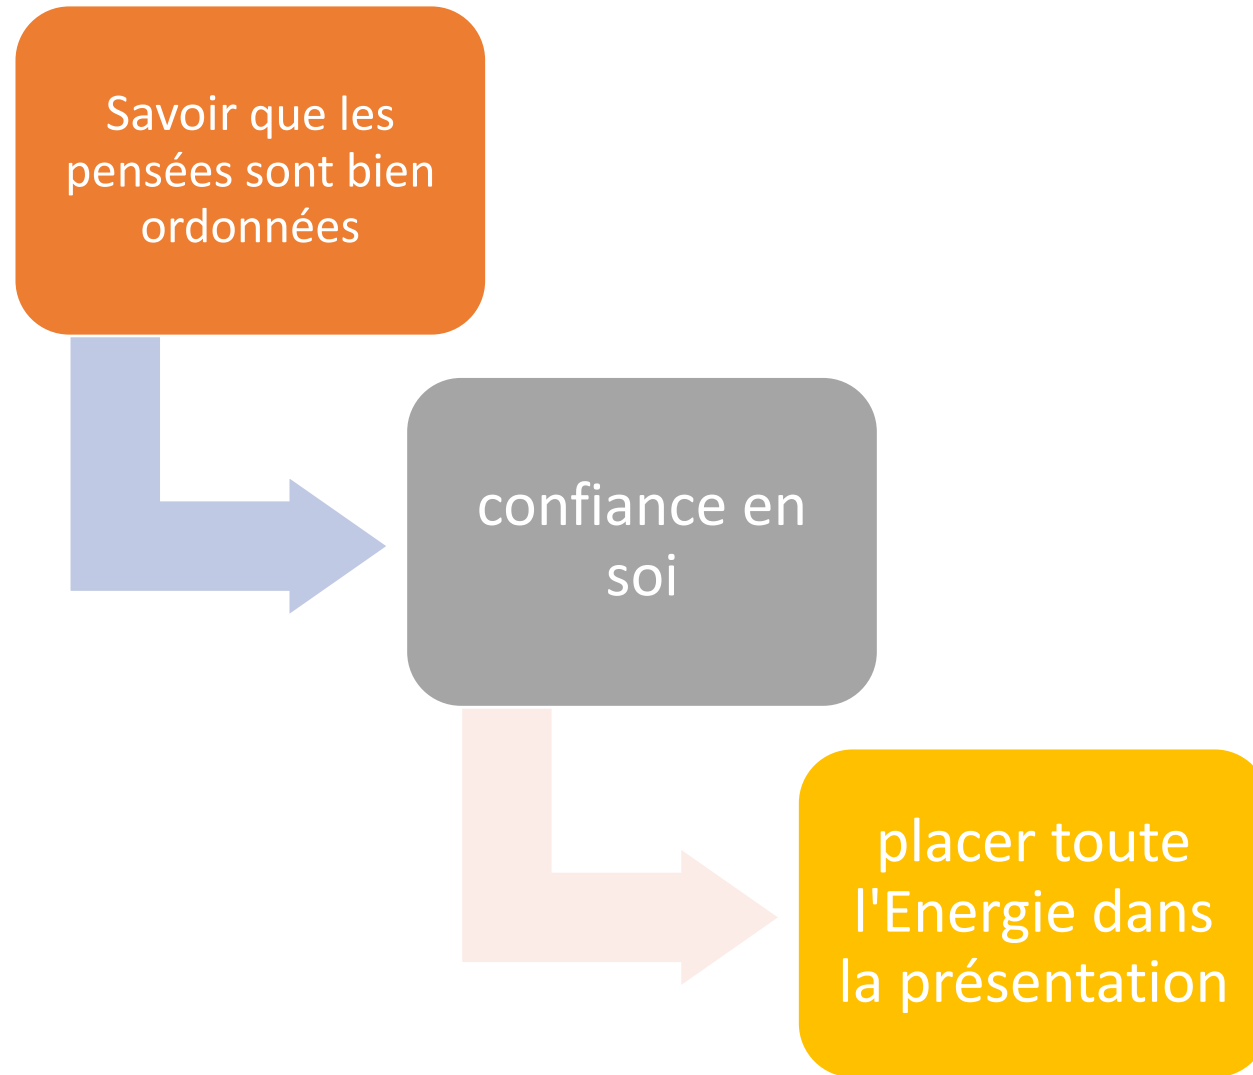 Savoir que les
pensées sont bien
ordonnées
confiance en
soi
placer toute
l'Energie dans
la présentation